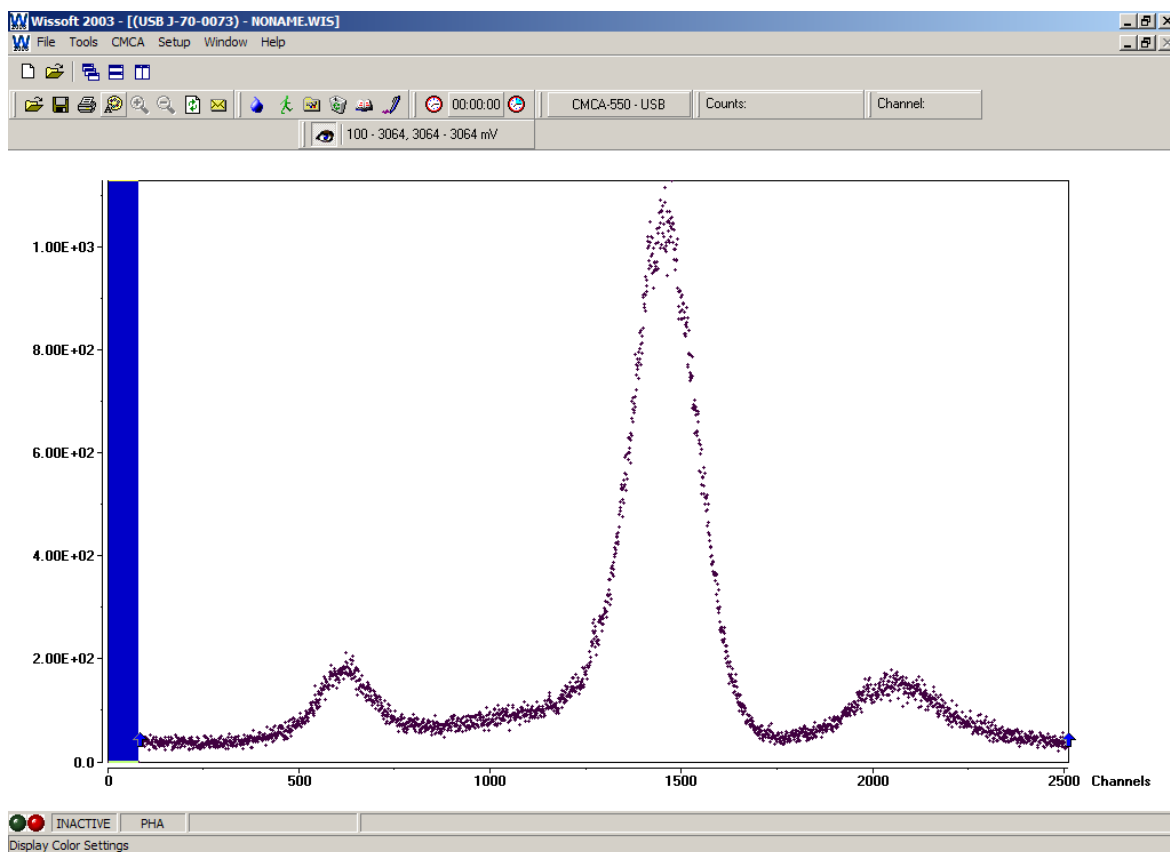 Wissoft 2003 - [(USB J-70-0073) - NONAME.WIS]
File Tools CMCA Setup Window Help
00:00:00 CMCA-550 - USB Counts: Channel:
100 - 3064, 3064 - 3064 mV
1.00E+03
8.00E+02
6.00E+02
4.00E+02
2.00E+02
0.0
0 500 1000 1500 2000 2500 Channels
INACTIVE PHA
Display Color Settings